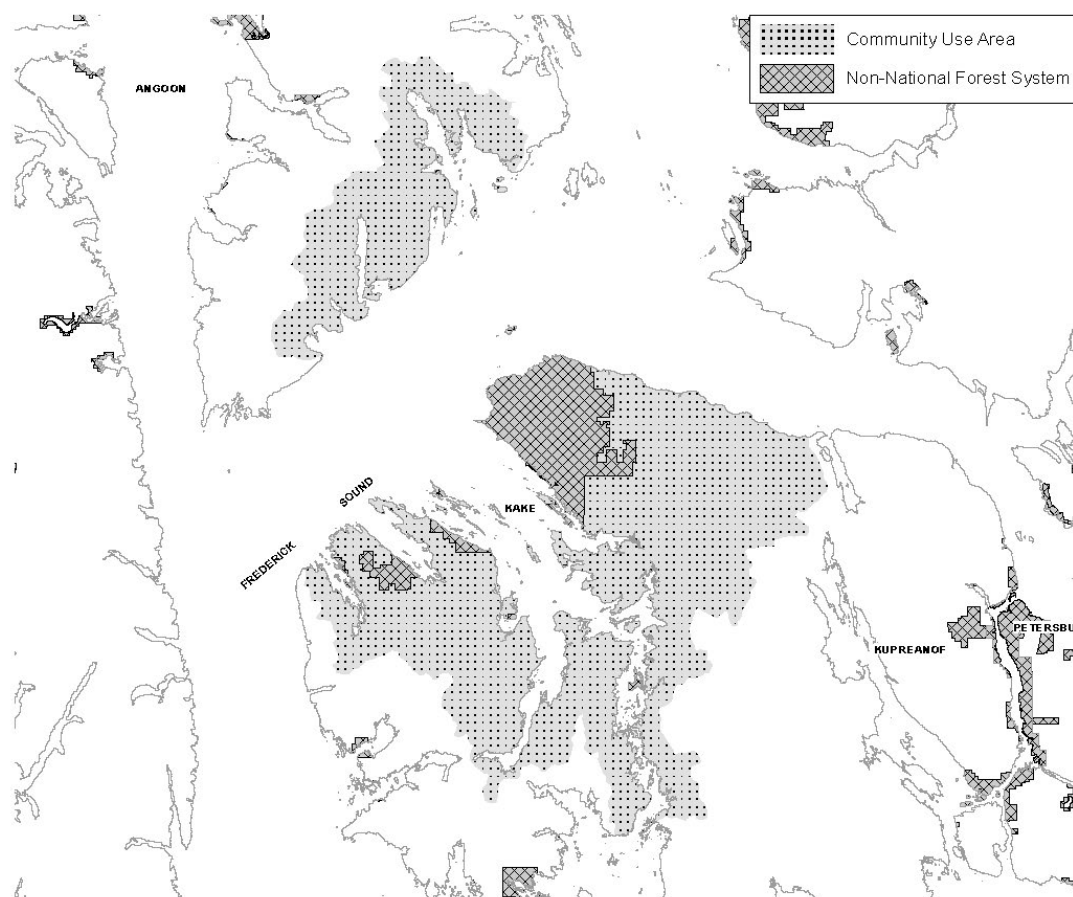 Community Use Area
Non-National Forest System
ANGOON
SOUND
KAKE
FREDERICK
PETERSBU
KUPREANOF